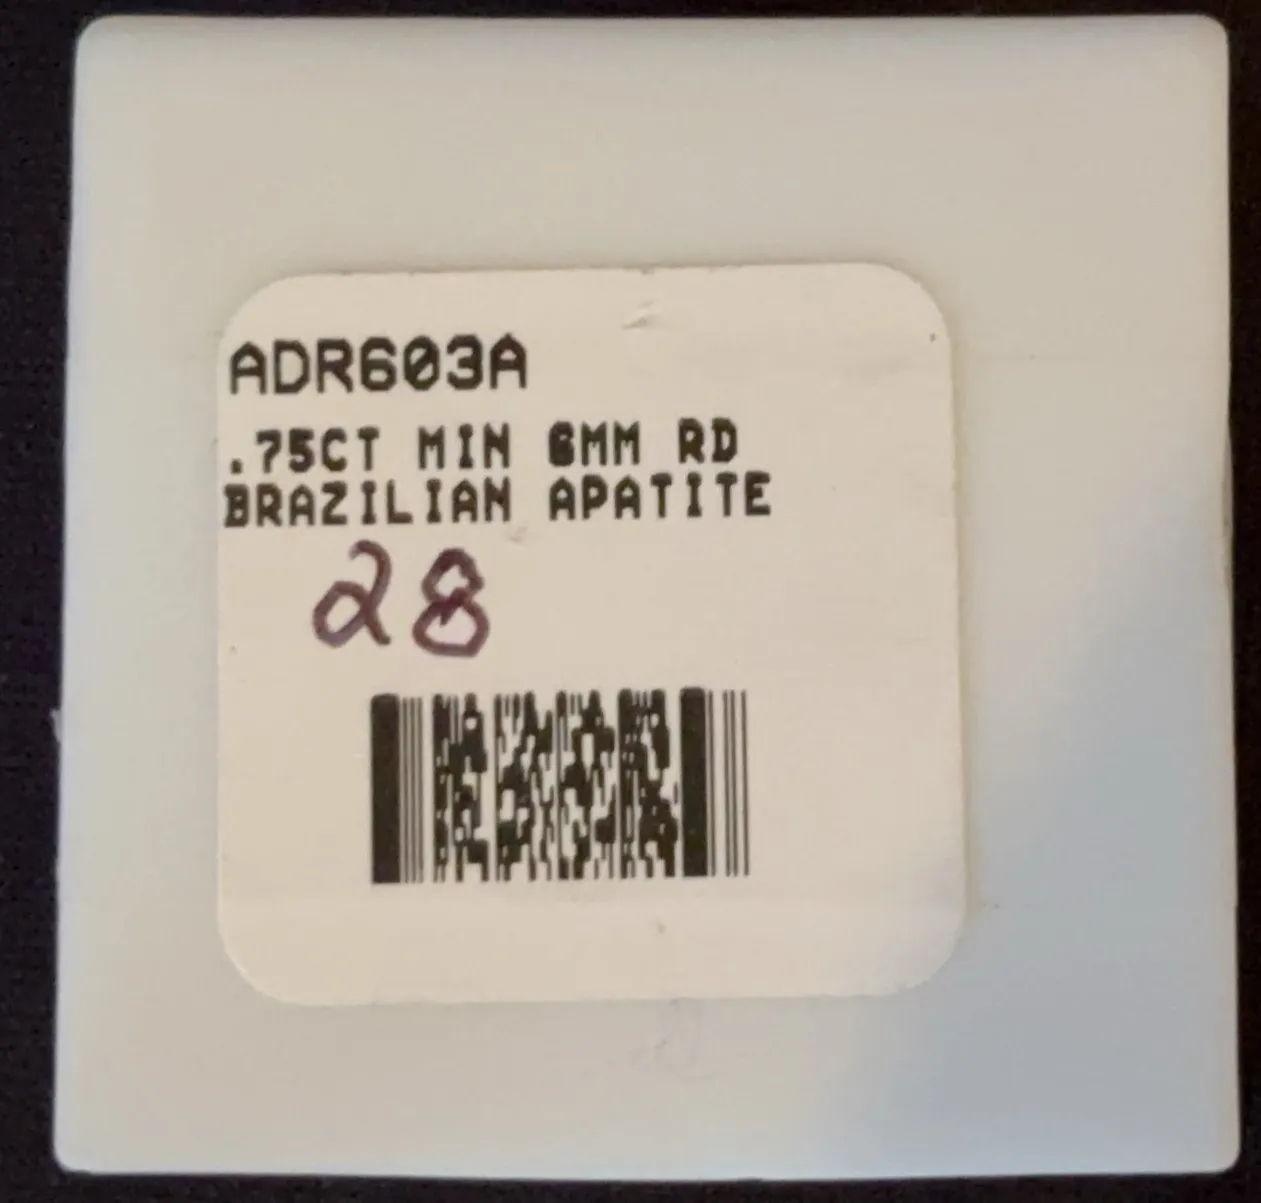 ADR603A
.75CT MIN 6MM RD
BRAZILIAN APATITE
28